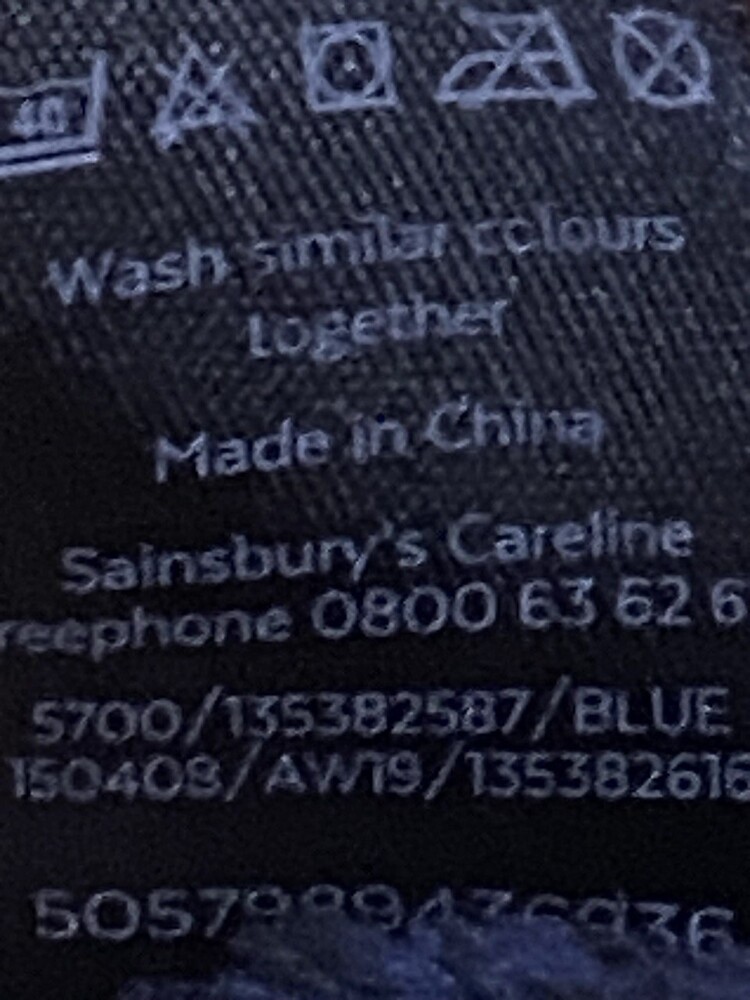 40
Wash similar colours
together
Made in China
Sainsbury's Careline
reephone 0800 63 62 6
5700/135382587/BLUE
150408/AW19/135382616